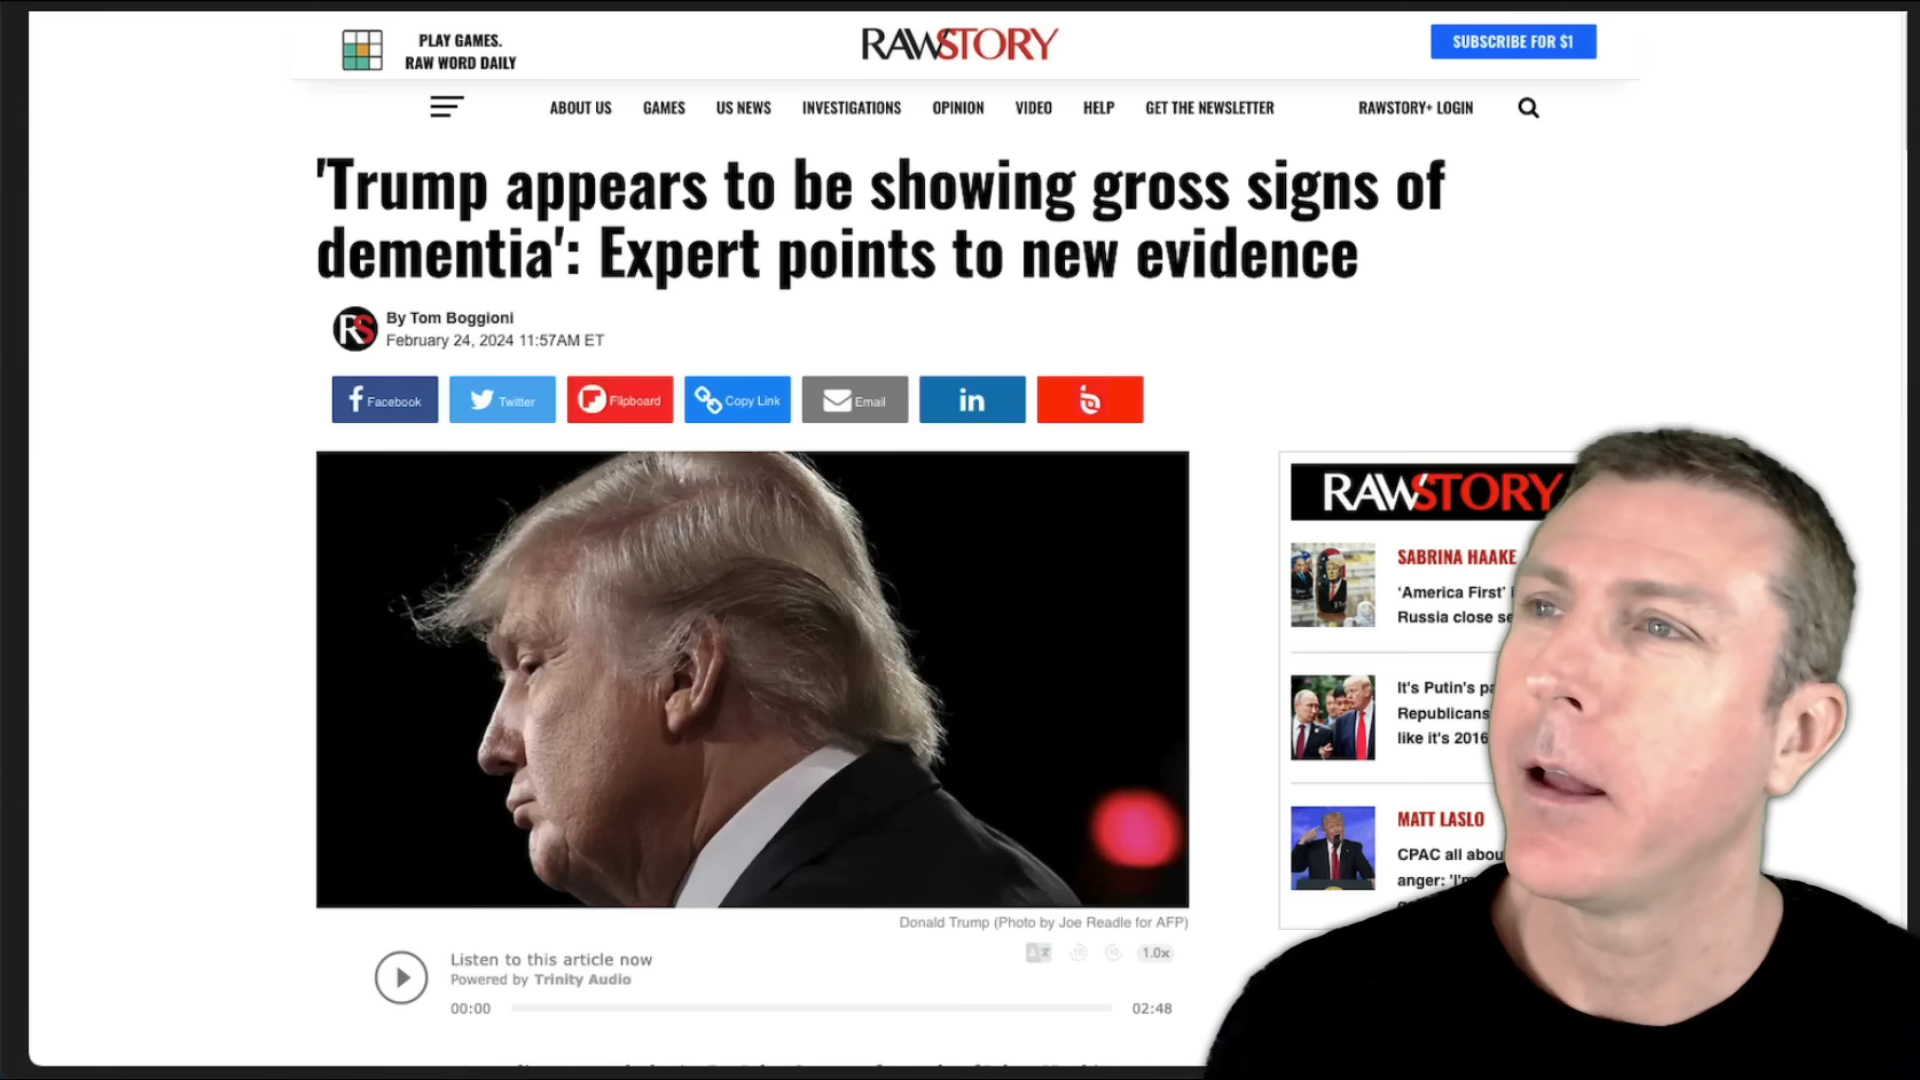 PLAY GAMES.
RAW WORD DAILY
RAWSTORY
SUBSCRIBE FOR $1
ABOUT US GAMES US NEWS INVESTIGATIONS OPINION VIDEO HELP GET THE NEWSLETTER RAWSTORY+ LOGIN
'Trump appears to be showing gross signs of
dementia': Expert points to new evidence
RS
By Tom Boggioni
February 24, 2024 11:57AM ET
Facebook Twitter Flipboard Copy Link Email in
Donald Trump (Photo by Joe Readle for AFP)
Listen to this article now
Powered by Trinity Audio
10 10 1.0x
00:00 02:48
RAWSTORY
SABRINA HAAKE
‘America First’
Russia close
It's Putin's
Republicans
like it's 2016
MATT LASLO
CPAC all
anger: